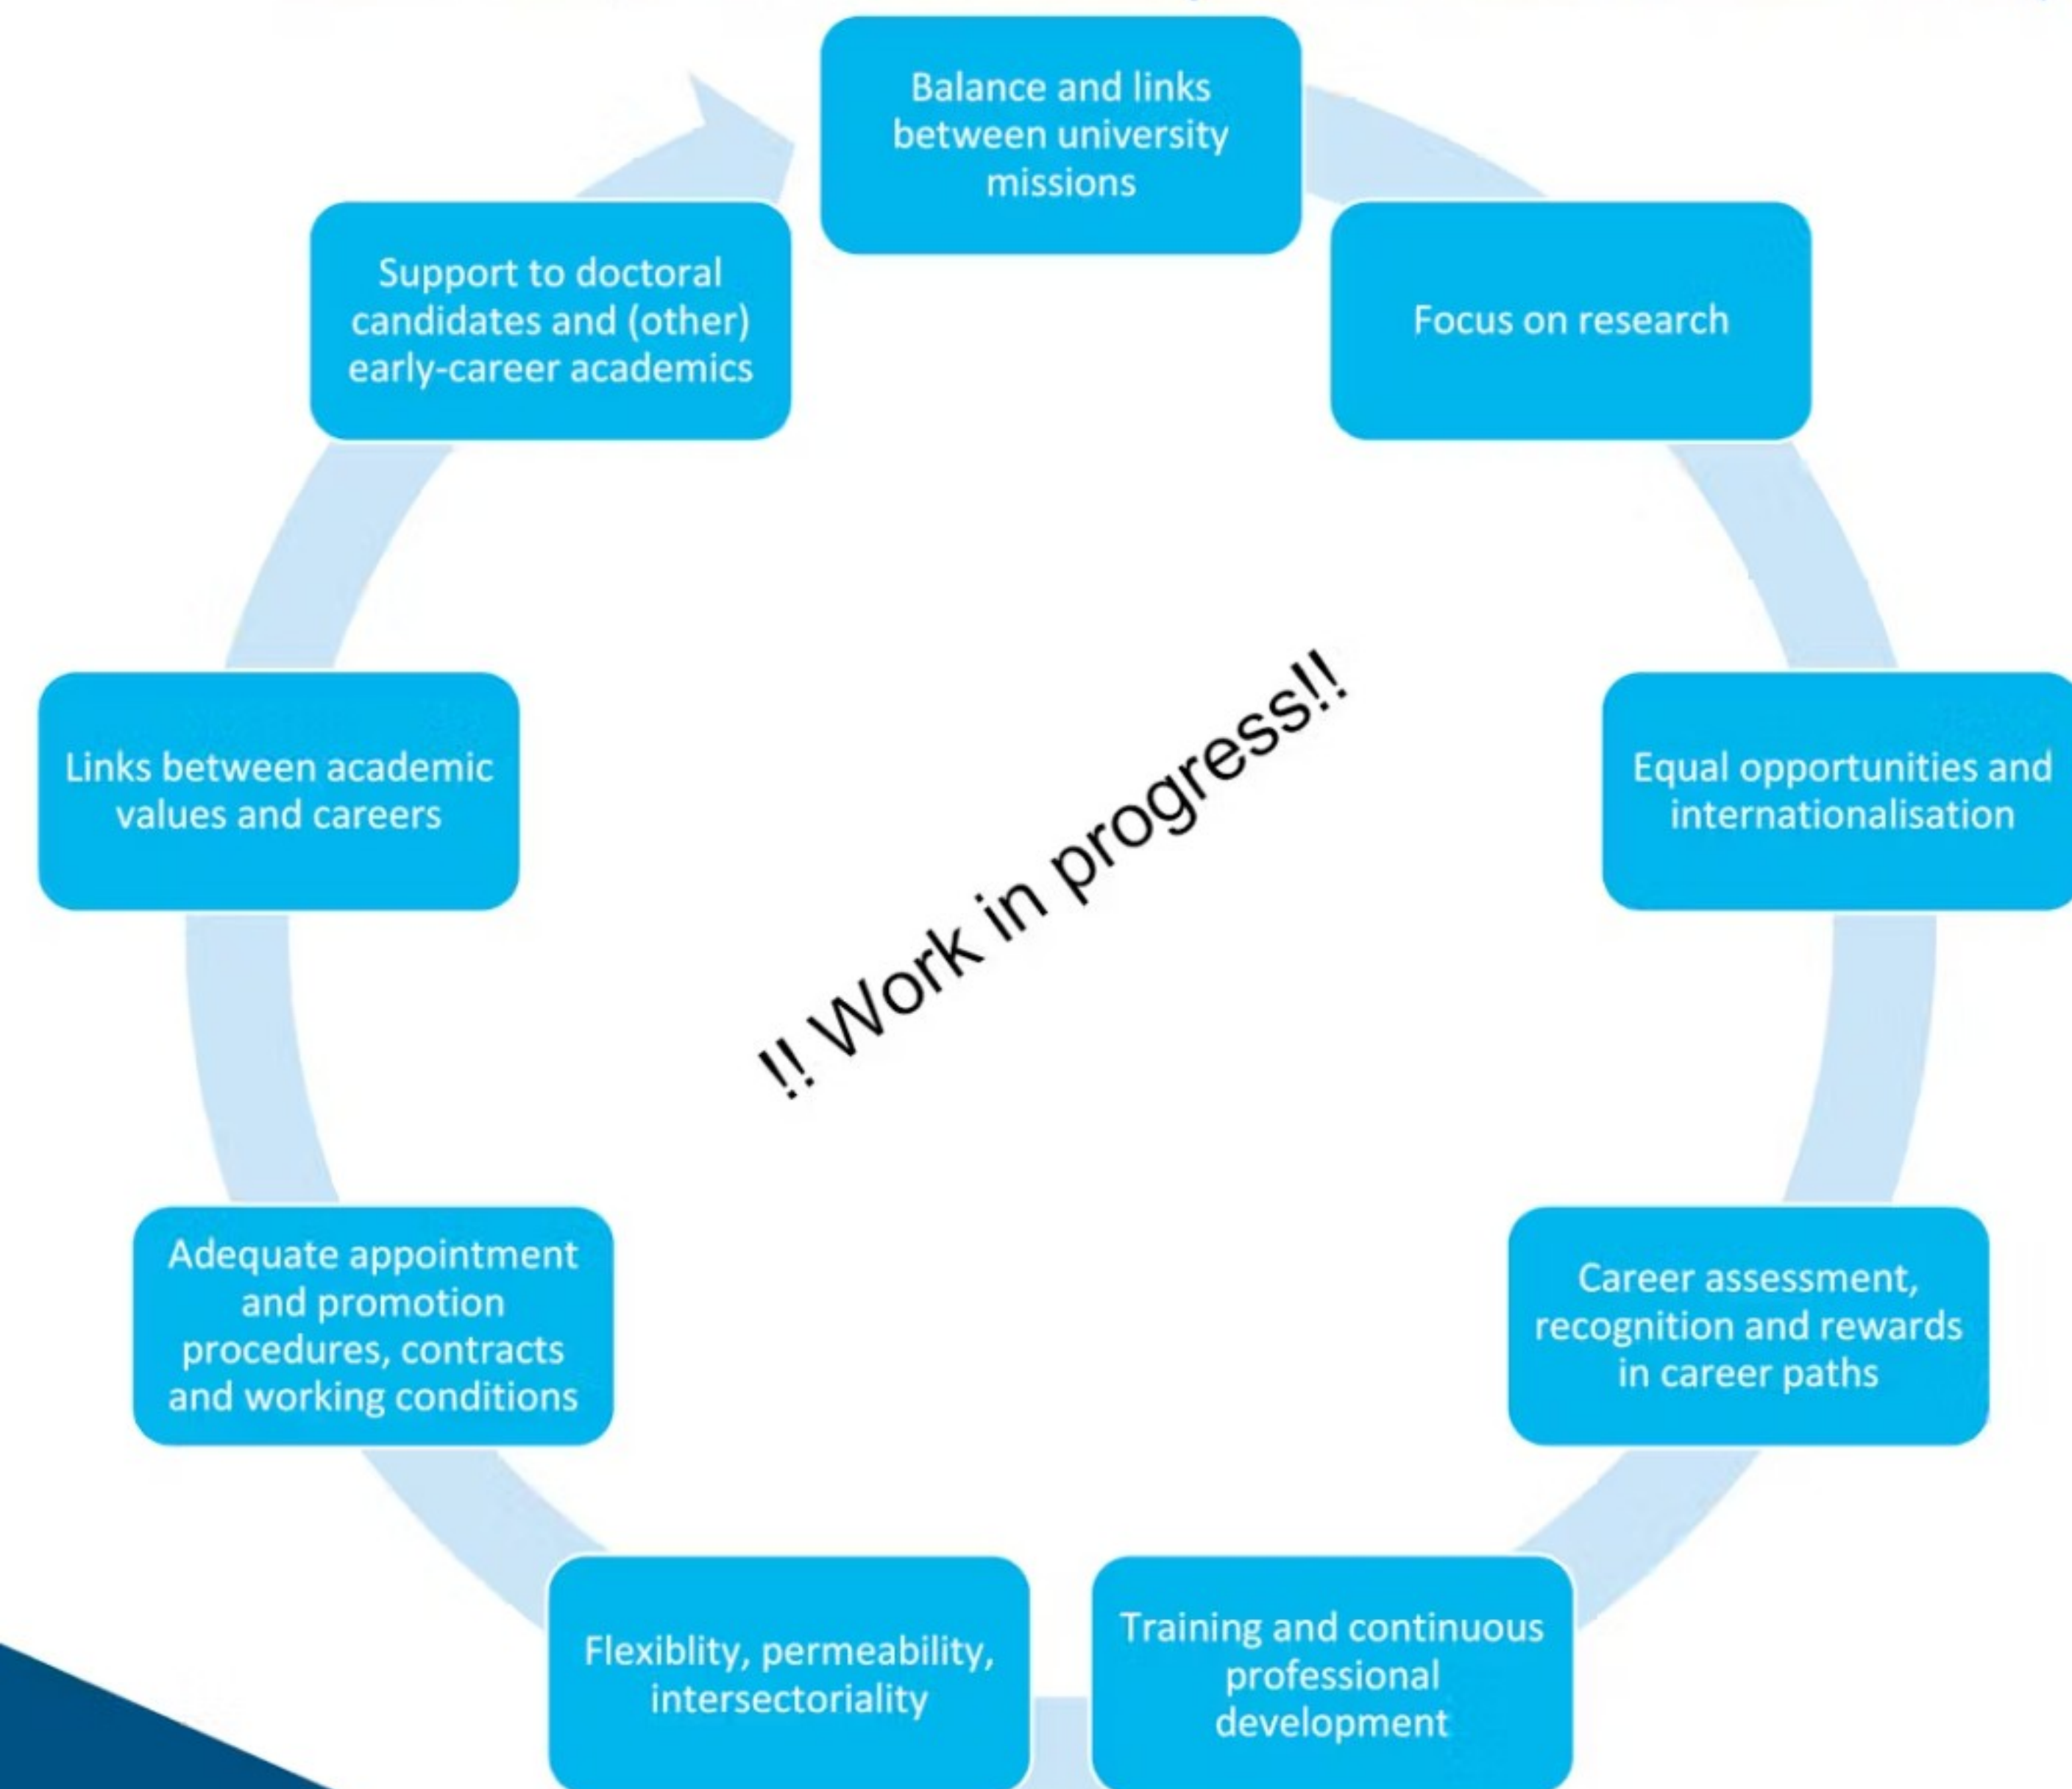 Balance and links
between university
missions
Focus on research
Equal opportunities and
internationalisation
Career assessment,
recognition and rewards
in career paths
Training and continuous
professional
development
Flexiblity, permeability,
intersectoriality
Adequate appointment
and promotion
procedures, contracts
and working conditions
Links between academic
values and careers
Support to doctoral
candidates and (other)
early-career academics
!! Work in progress!!